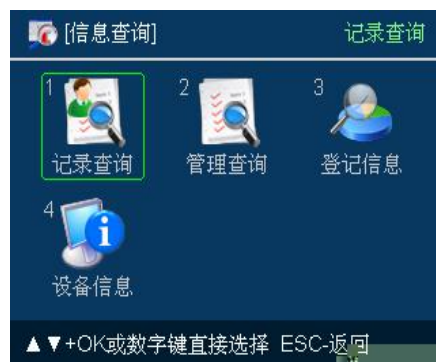 [信息查询] 记录查询
1 2 3
记录查询 管理查询 登记信息
4
设备信息
▲▼+OK或数字键直接选择 ESC-返回